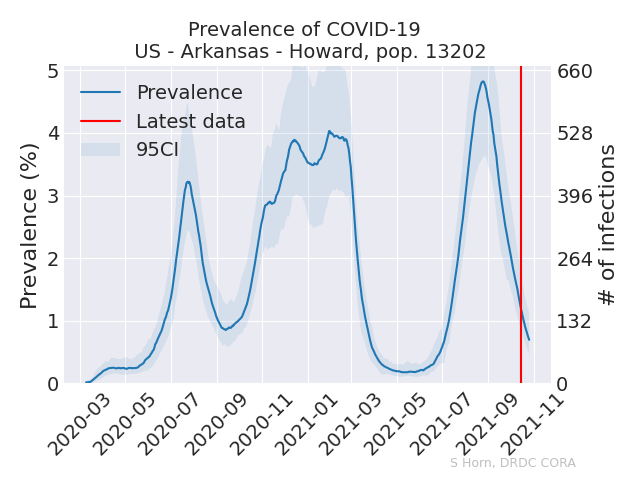 Prevalence of COVID-19
US - Arkansas - Howard, pop. 13202
Prevalence (%)
5
4
3
2
1
0
Prevalence
Latest data
95CI
660
528
396
264
132
0
# of infections
2020-03
2020-05
2020-07
2020-09
2020-11
2021-01
2021-03
2021-05
2021-07
2021-09
2021-11
S Horn, DRDC CORA